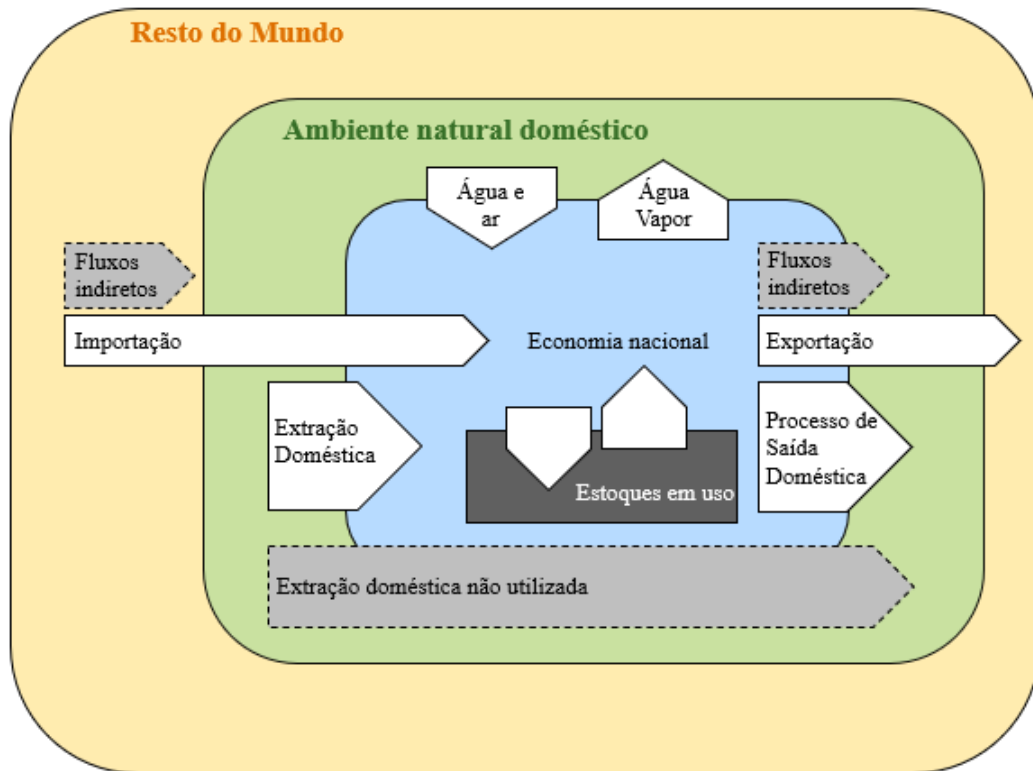 Resto do Mundo
Ambiente natural doméstico
Água e
ar
Água
Vapor
Fluxos
indiretos
Fluxos
indiretos
Importação
Economia nacional
Exportação
Extração
Doméstica
Processo de
Saída
Doméstica
Estoques em uso
Extração doméstica não utilizada